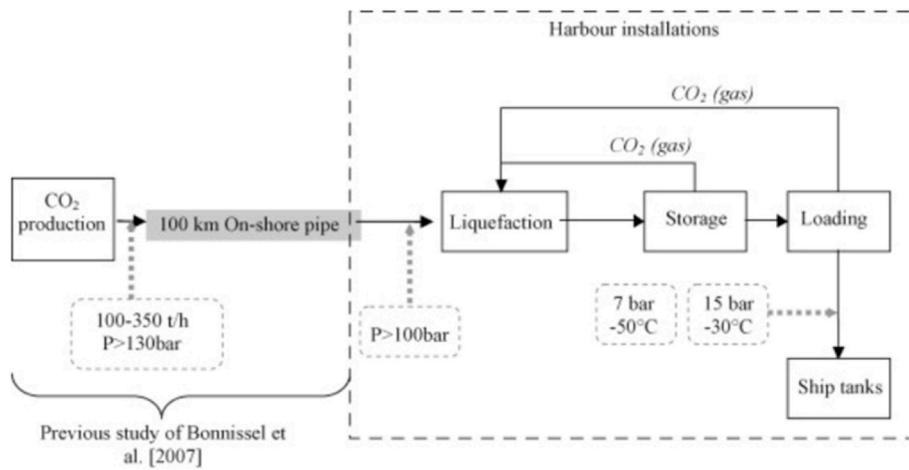 Harbour installations
CO₂ (gas)
CO₂ (gas)
CO₂
production
100 km On-shore pipe
Liquefaction
Storage
Loading
100-350 t/h
P>130bar
P>100bar
7 bar
-50°C
15 bar
-30°C
Ship tanks
Previous study of Bonnissel et
al. [2007]